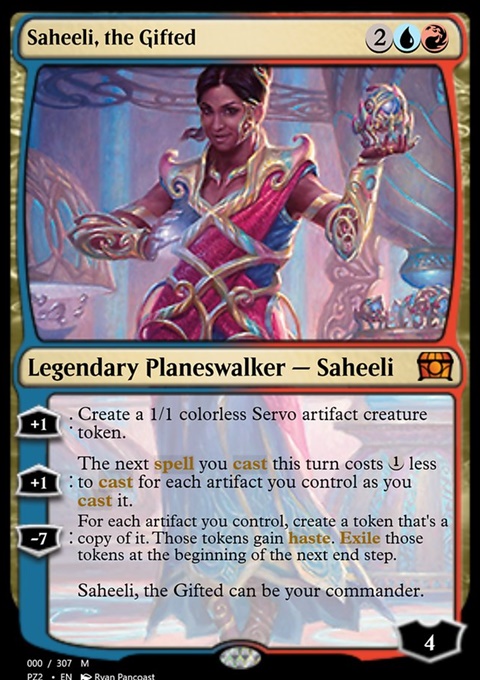 Saheeli, the Gifted 2
Legendary Planeswalker — Saheeli
+1 : Create a 1/1 colorless Servo artifact creature
token.
The next spell you cast this turn costs 1 less
+1 : to cast for each artifact you control as you
cast it.
For each artifact you control, create a token that's a
-7 : copy of it. Those tokens gain haste. Exile those
tokens at the beginning of the next end step.
Saheeli, the Gifted can be your commander.
4
000 / 307 M
PZ2 • EN Ryan Pancoast